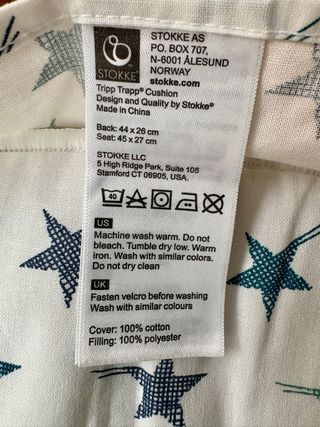 STOKKE®
STOKKE AS
PO. BOX 707,
N-6001 ÅLESUND
NORWAY
stokke.com
Tripp Trapp® Cushion
Design and Quality by Stokke®
Made in China
Back: 44 x 26 cm
Seat: 45 x 27 cm
STOKKE LLC
5 High Ridge Park, Suite 105
Stamford CT 06905, USA.
40
US
Machine wash warm. Do not
bleach. Tumble dry low. Warm
iron. Wash with similar colors.
Do not dry clean
UK
Fasten velcro before washing
Wash with similar colours
Cover: 100% cotton
Filling: 100% polyester